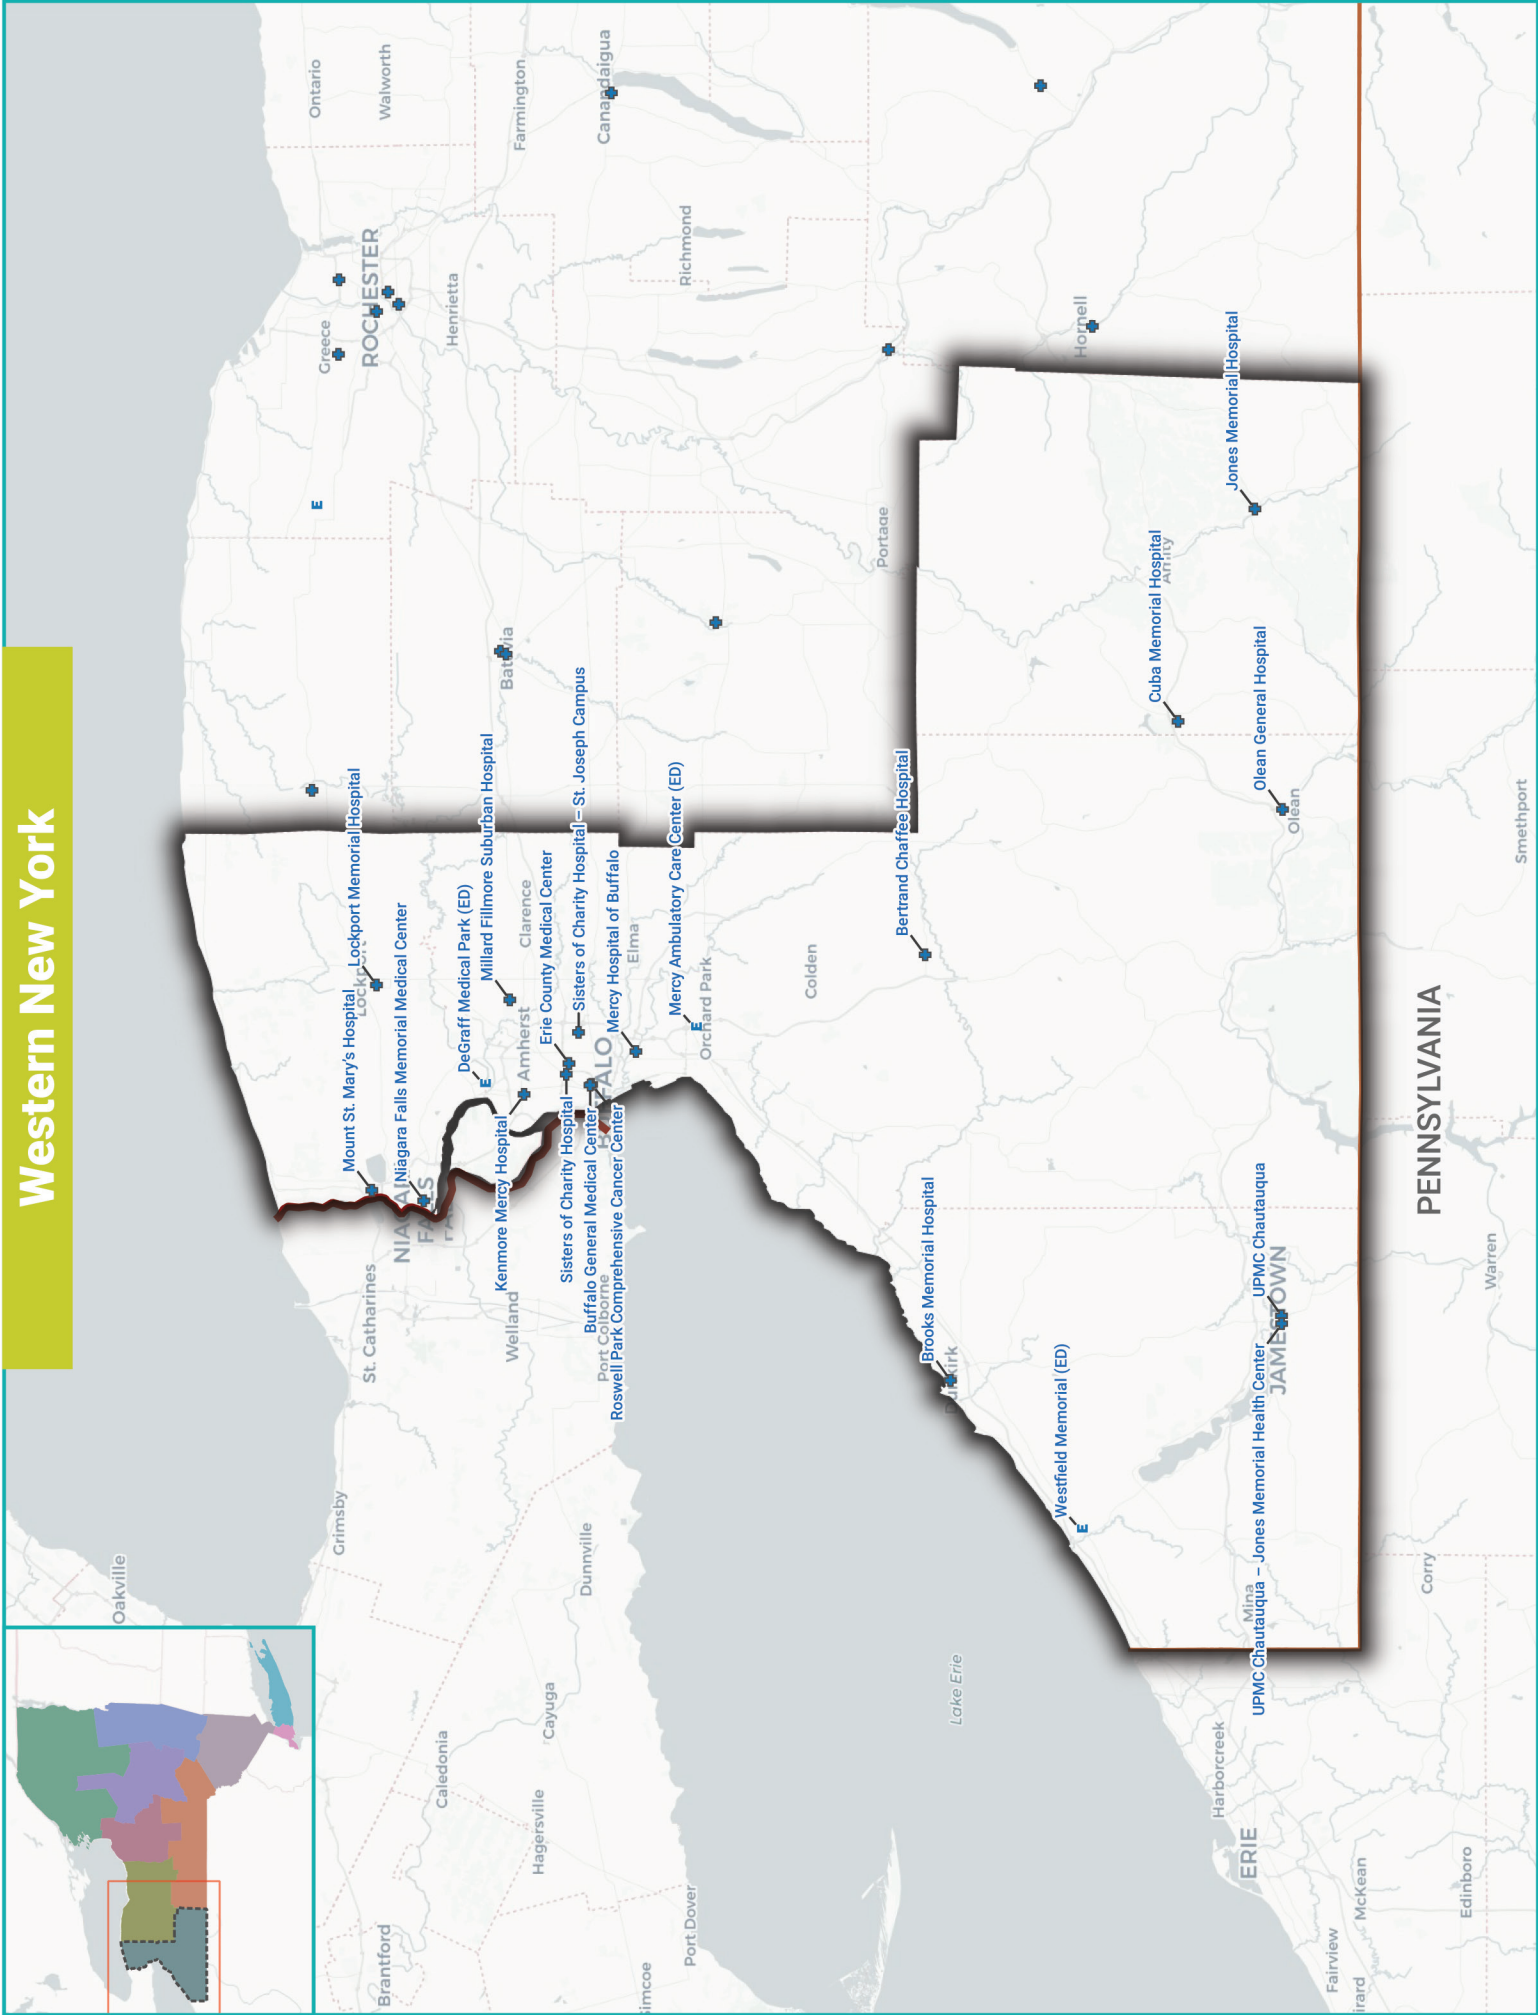 Western New York
Oakville
Grimsby
St. Catharines
Ontario
Walworth
Greece
ROCHESTER
Henrietta
Farmington
Canandaigua
Richmond
Batavia
Portage
Hornell
Lockport Memorial Hospital
Lockport
Mount St. Mary's Hospital
Niagara Falls Memorial Medical Center
NIAGARA
FALLS
DeGraff Medical Park (ED)
Millard Fillmore Suburban Hospital
Clarence
Amherst
Kenmore Mercy Hospital
Erie County Medical Center
Sisters of Charity Hospital – St. Joseph Campus
Sisters of Charity Hospital
Buffalo General Medical Center
BUFFALO
Roswell Park Comprehensive Cancer Center
Mercy Hospital of Buffalo
Elma
Mercy Ambulatory Care Center (ED)
Orchard Park
Colden
Welland
Port Colborne
Dunnville
Caledonia
Cayuga
Hagersville
Brantford
Port Dover
Lake Erie
Bertrand Chaffee Hospital
Brooks Memorial Hospital
Dunkirk
Westfield Memorial (ED)
Cuba Memorial Hospital
Amity
Jones Memorial Hospital
Olean General Hospital
Olean
UPMC Chautauqua
JAMESTOWN
UPMC Chautauqua – Jones Memorial Health Center
Mina
Harborcreek
ERIE
Fairview
McKean
Edinboro
Corry
Warren
Smethport
PENNSYLVANIA
E
E
E
E